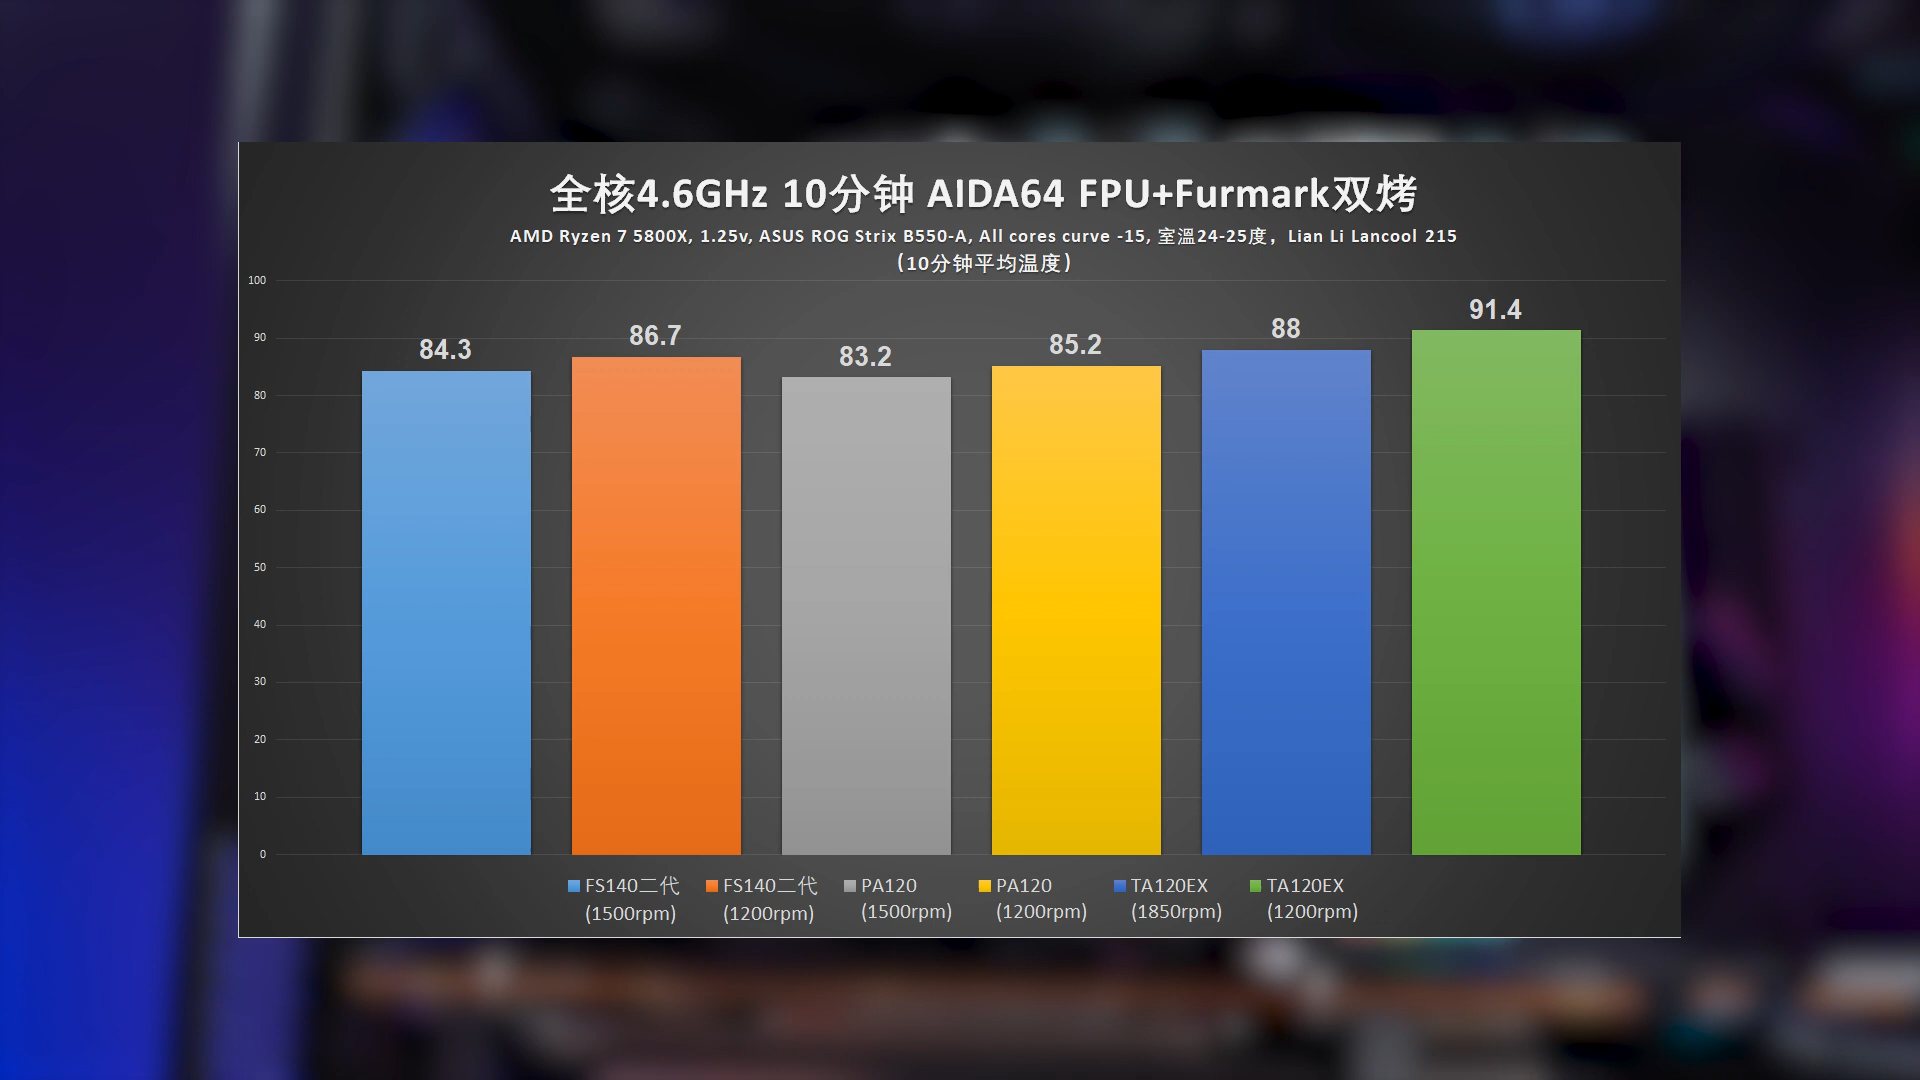 全核4.6GHz 10分钟 AIDA64 FPU+Furmark双烤
AMD Ryzen 7 5800X, 1.25v, ASUS ROG Strix B550-A, All cores curve -15, 室溫24-25度，Lian Li Lancool 215
（10分钟平均温度）
100
90
80
70
60
50
40
30
20
10
0
84.3
86.7
83.2
85.2
88
91.4
FS140二代
(1500rpm)
FS140二代
(1200rpm)
PA120
(1500rpm)
PA120
(1200rpm)
TA120EX
(1850rpm)
TA120EX
(1200rpm)